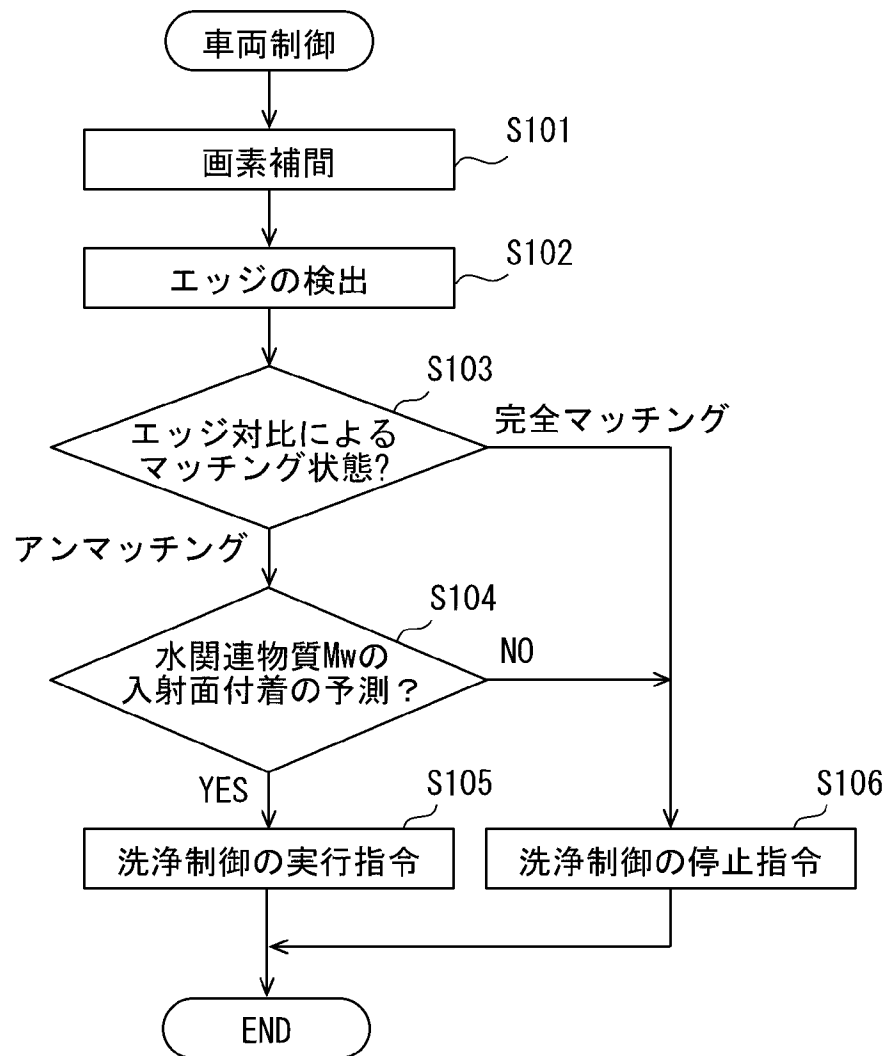 車両制御
S101
画素補間
S102
エッジの検出
S103
エッジ対比による
マッチング状態?
完全マッチング
アンマッチング
S104
水関連物質Mwの
入射面付着の予測?
NO
YES
S105
洗浄制御の実行指令
S106
洗浄制御の停止指令
END